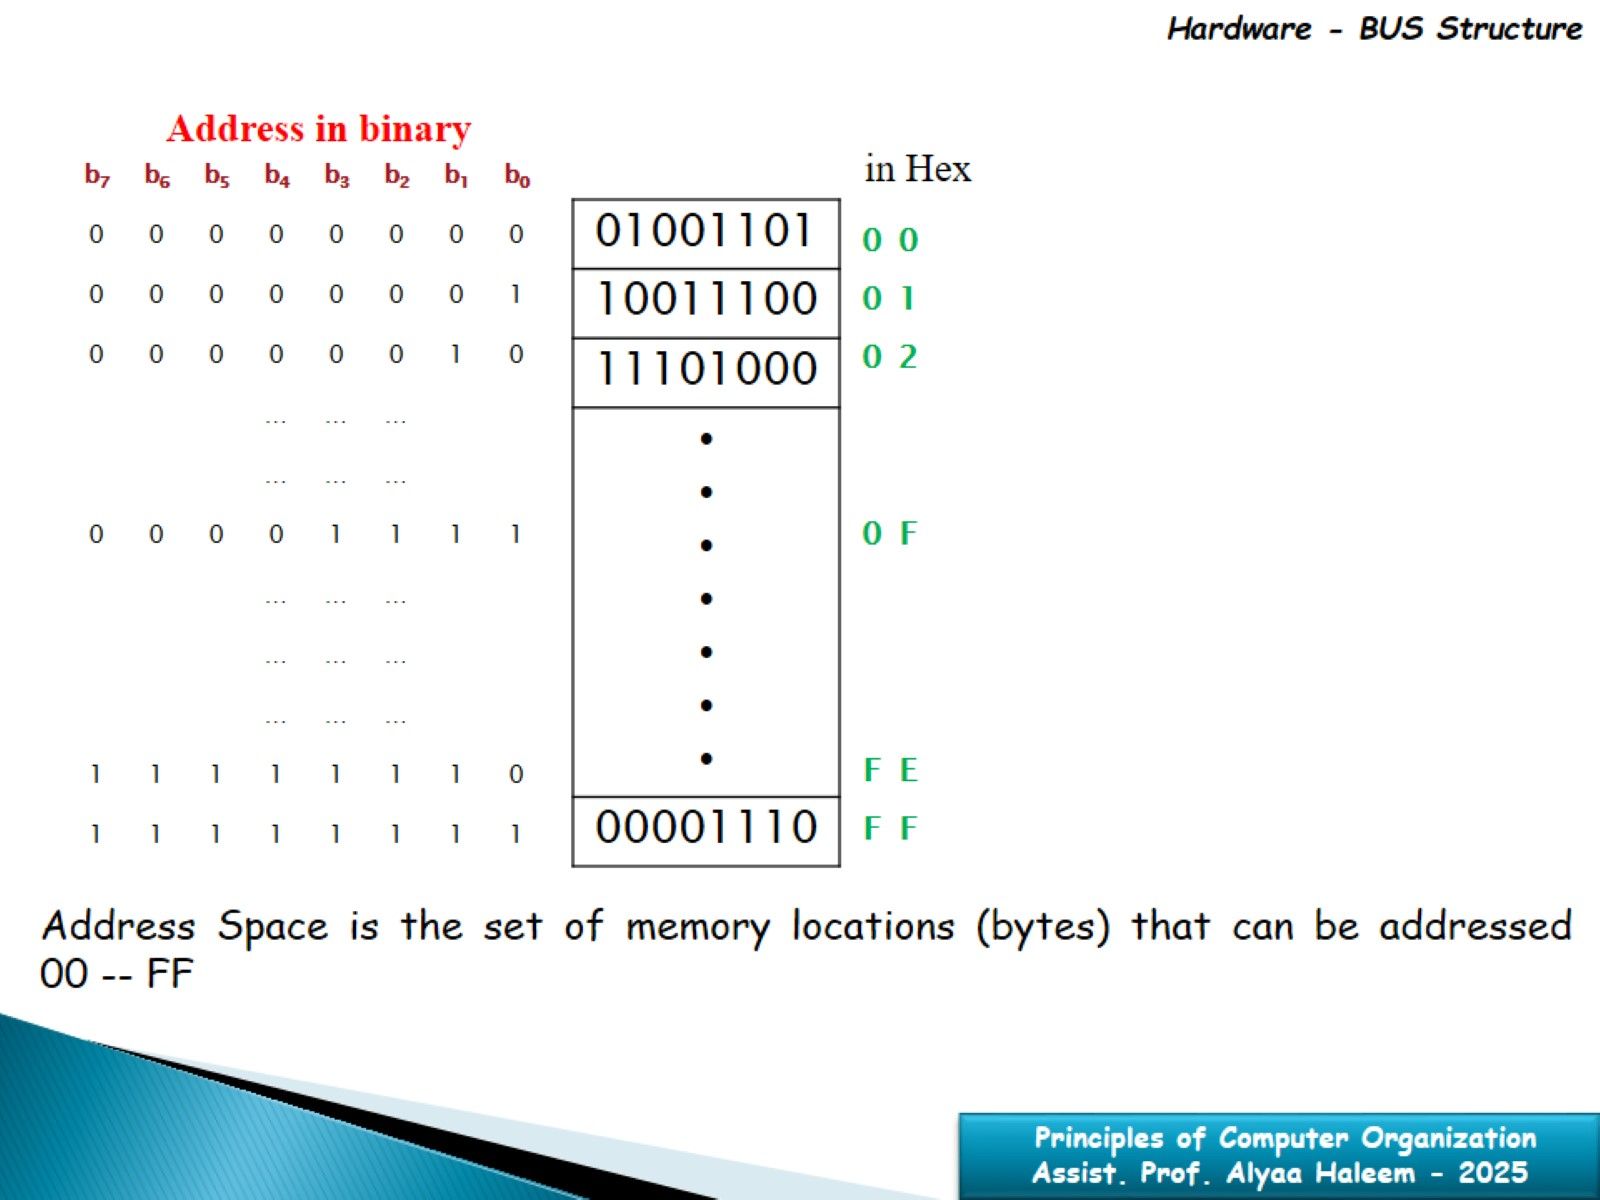 Hardware - BUS Structure
Address in binary
in Hex
b7 b6 b5 b4 b3 b2 b1 b0
0 0 0 0 0 0 0 0 01001101 0 0
0 0 0 0 0 0 0 1 10011100 0 1
0 0 0 0 0 0 1 0 11101000 0 2
... ... ...
... ... ...
0 0 0 0 1 1 1 1 0 F
... ... ...
... ... ...
... ... ...
1 1 1 1 1 1 1 0 F E
1 1 1 1 1 1 1 1 00001110 F F
Address Space is the set of memory locations (bytes) that can be addressed
00 -- FF
Principles of Computer Organization
Assist. Prof. Alyaa Haleem - 2025